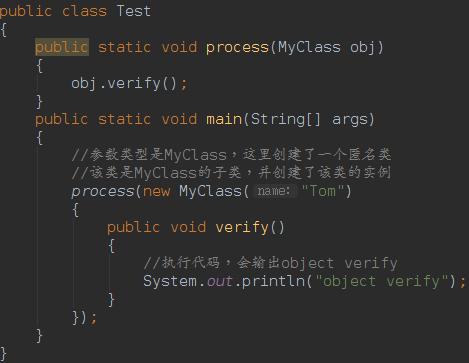 public class Test
{
public static void process(MyClass obj)
{
obj.verify();
}
public static void main(String[] args)
{
//参数类型是MyClass，这里创建了一个匿名类
//该类是MyClass的子类，并创建了该类的实例
process(new MyClass( name: "Tom")
{
public void verify()
{
//执行代码，会输出object verify
System.out.println("object verify");
}
});
}
}